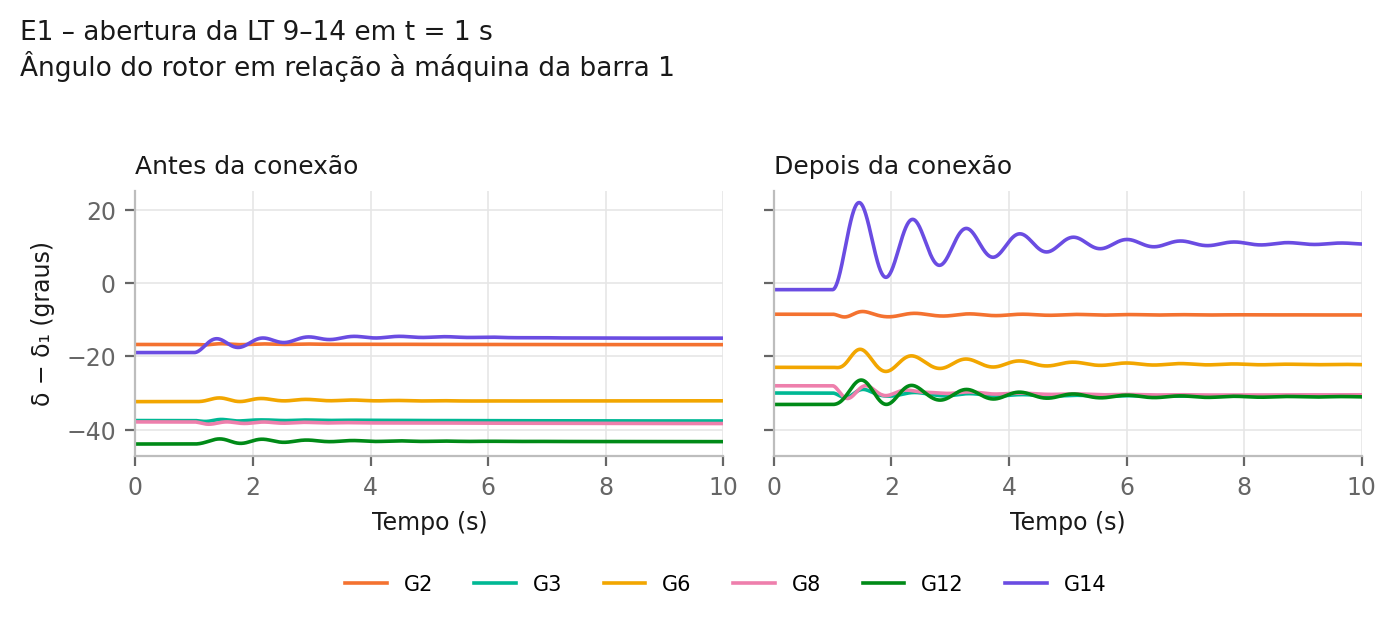 E1 – abertura da LT 9–14 em t = 1 s
Ângulo do rotor em relação à máquina da barra 1
Antes da conexão
Depois da conexão
δ − δ₁ (graus)
20
0
−20
−40
0 2 4 6 8 10
0 2 4 6 8 10
Tempo (s)
Tempo (s)
G2 G3 G6 G8 G12 G14